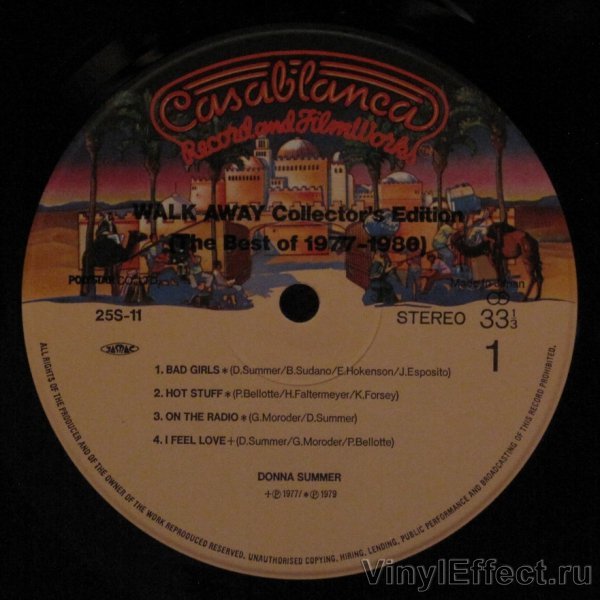 Casablanca
Record and FilmWorks
WALK AWAY Collector's Edition
(The Best of 1977-1980)
Made in Japan
25S-11
STEREO 33⅓
JASRAC
1
1. BAD GIRLS * (D.Summer/B.Sudano/E.Hokenson/J.Esposito)
2. HOT STUFF * (P.Bellotte/H.Faltermeyer/K.Forsey)
3. ON THE RADIO * (G.Moroder/D.Summer)
4. I FEEL LOVE + (D.Summer/G.Moroder/P.Bellotte)
DONNA SUMMER
+ ℗ 1977/ * ℗ 1979
ALL RIGHTS OF THE PRODUCER AND OF THE OWNER OF THE WORK REPRODUCED RESERVED. UNAUTHORISED COPYING, HIRING, LENDING, PUBLIC PERFORMANCE AND BROADCASTING OF THIS RECORD PROHIBITED.
VinylEffect.ru